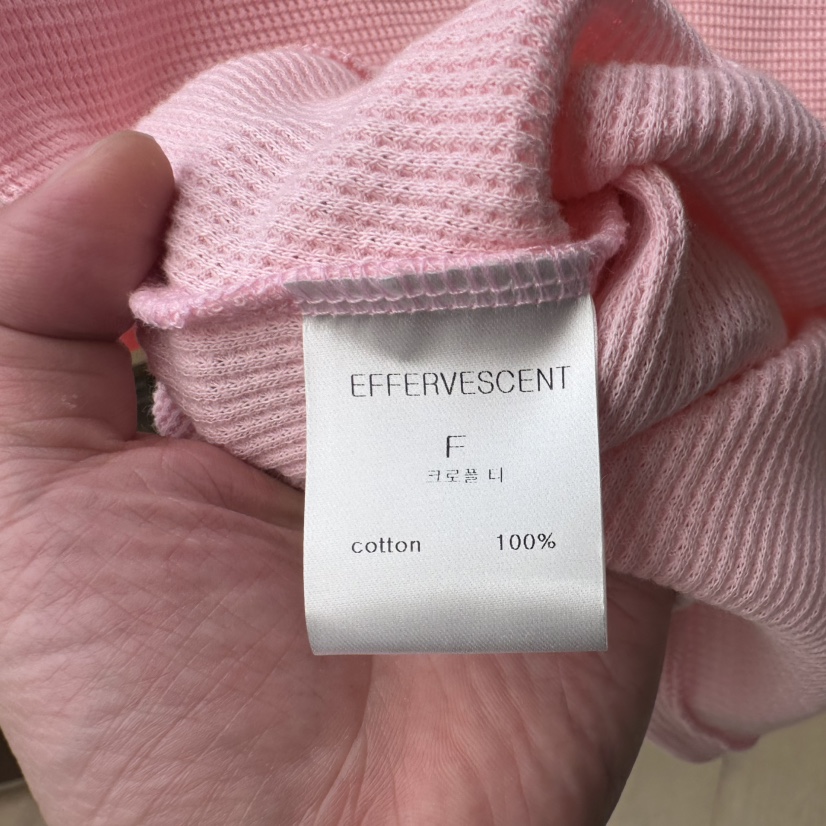 EFFERVESCENT
F
크로플 티
cotton 100%